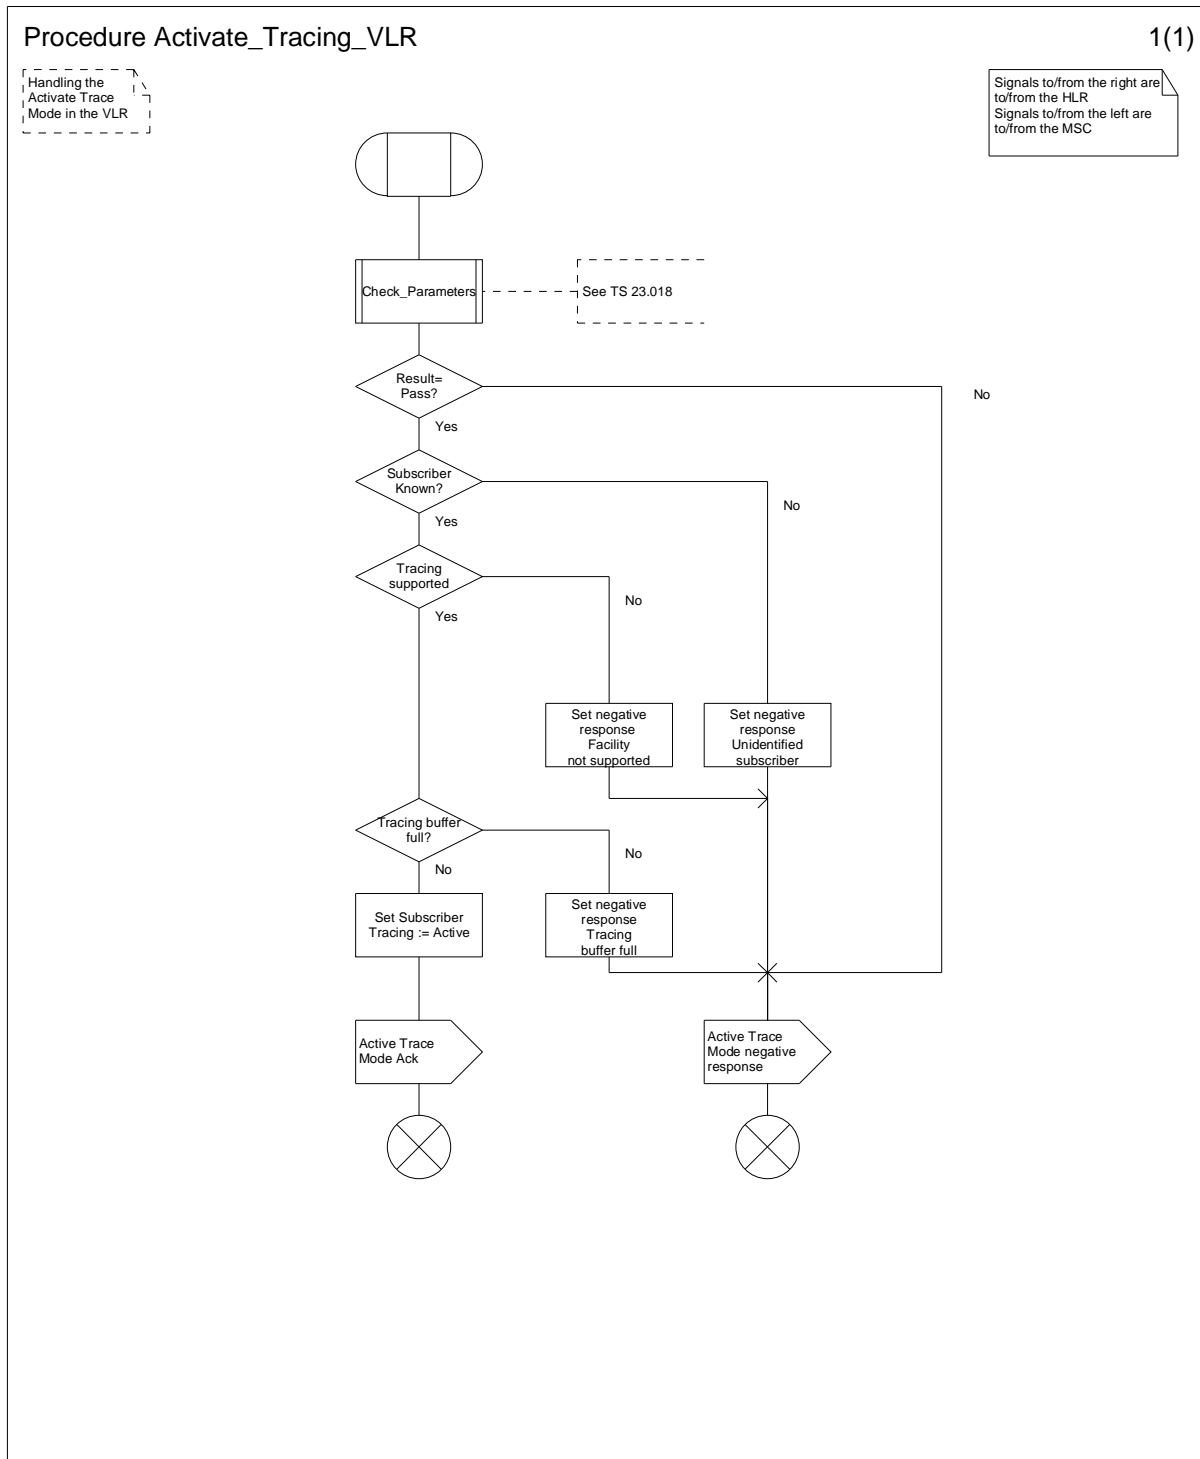 Procedure Activate_Tracing_VLR
1(1)
Handling the
Activate Trace
Mode in the VLR
Signals to/from the right are
to/from the HLR
Signals to/from the left are
to/from the MSC
Check_Parameters
See TS 23.018
Result=
Pass?
No
Yes
Subscriber
Known?
No
Yes
Tracing
supported
No
Yes
Set negative
response
Facility
not supported
Set negative
response
Unidentified
subscriber
Tracing buffer
full?
No
No
Set Subscriber
Tracing := Active
Set negative
response
Tracing
buffer full
Active Trace
Mode Ack
Active Trace
Mode negative
response